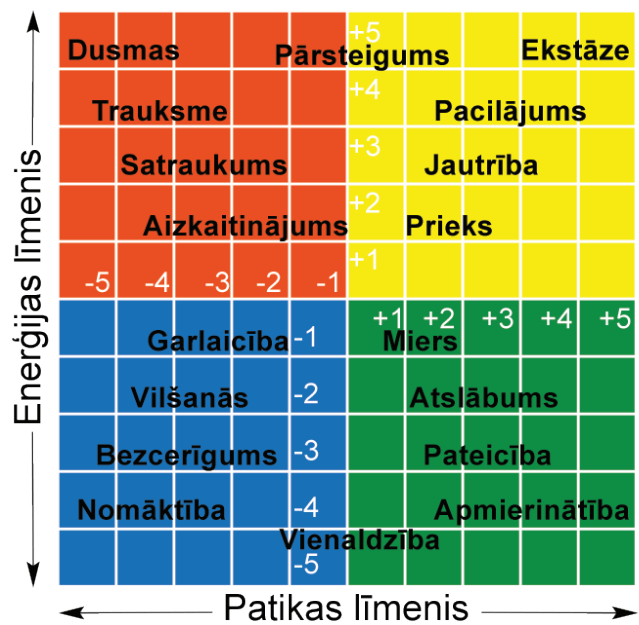 Enerģijas līmenis
+5
Dusmas Pārsteigums Ekstāze
+4
Trauksme Pacilājums
+3
Satraukums Jautrība
+2
Aizkaitinājums Prieks
+1
-5 -4 -3 -2 -1
+1 +2 +3 +4 +5
Garlaicība -1 Miers
Vilšanās -2 Atslābums
Bezcerīgums -3 Pateicība
Nomāktība -4 Apmierinātība
Vienaldzība
-5
Patikas līmenis